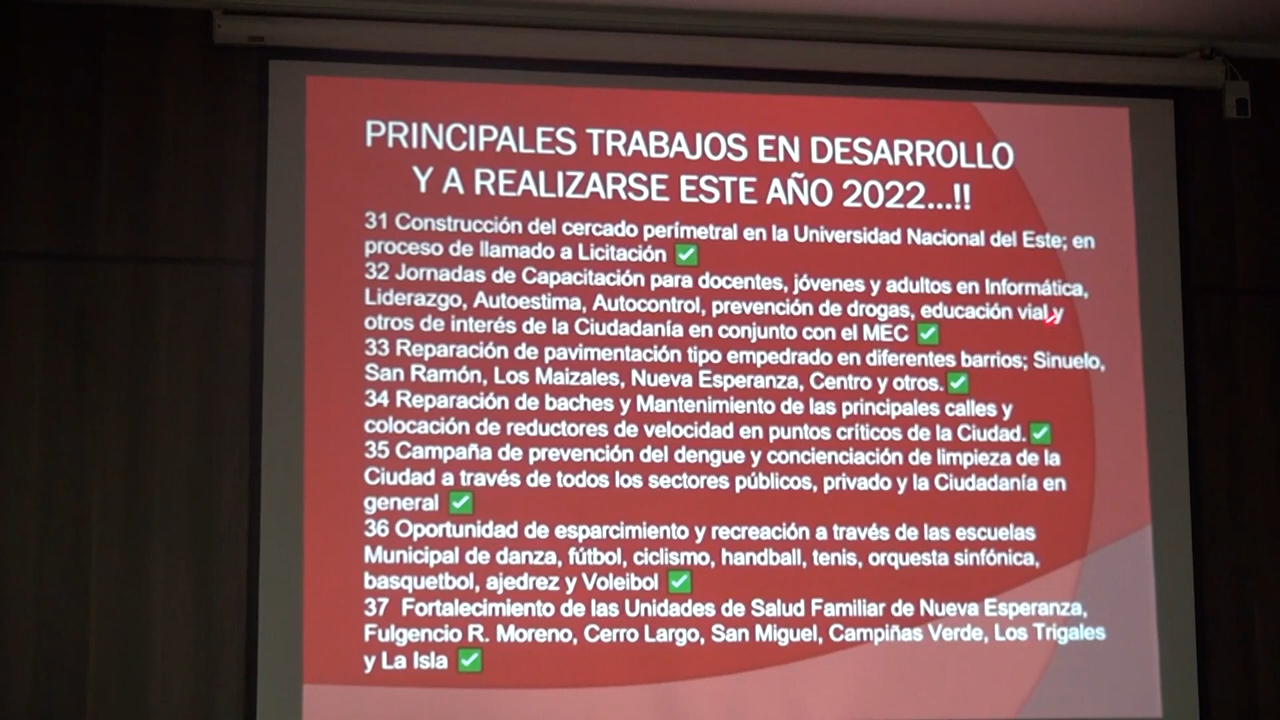 PRINCIPALES TRABAJOS EN DESARROLLO
Y A REALIZARSE ESTE AÑO 2022...!!
31 Construcción del cercado perímetral en la Universidad Nacional del Este; en
proceso de llamado a Licitación ✅
32 Jornadas de Capacitación para docentes, jóvenes y adultos en Informática,
Liderazgo, Autoestima, Autocontrol, prevención de drogas, educación vial y
otros de interés de la Ciudadanía en conjunto con el MEC ✅
33 Reparación de pavimentación tipo empedrado en diferentes barrios; Sinuelo,
San Ramón, Los Maizales, Nueva Esperanza, Centro y otros. ✅
34 Reparación de baches y Mantenimiento de las principales calles y
colocación de reductores de velocidad en puntos críticos de la Ciudad. ✅
35 Campaña de prevención del dengue y concienciación de limpieza de la
Ciudad a través de todos los sectores públicos, privado y la Ciudadanía en
general ✅
36 Oportunidad de esparcimiento y recreación a través de las escuelas
Municipal de danza, fútbol, ciclismo, handball, tenis, orquesta sinfónica,
basquetbol, ajedrez y Voleibol ✅
37 Fortalecimiento de las Unidades de Salud Familiar de Nueva Esperanza,
Fulgencio R. Moreno, Cerro Largo, San Miguel, Campiñas Verde, Los Trigales
y La Isla ✅